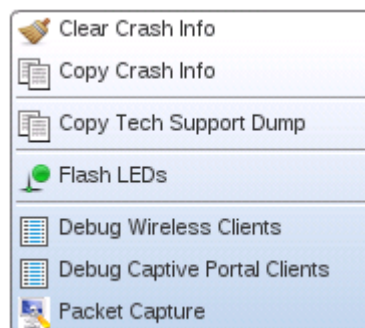 Clear Crash Info
Copy Crash Info
Copy Tech Support Dump
Flash LEDs
Debug Wireless Clients
Debug Captive Portal Clients
Packet Capture